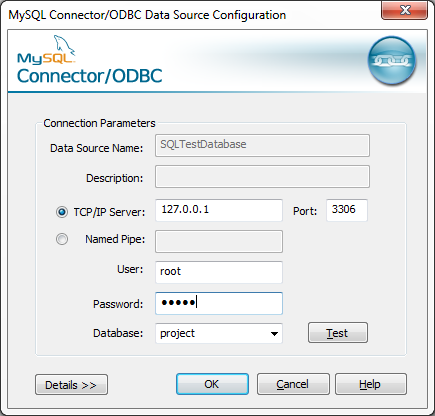 MySQL Connector/ODBC Data Source Configuration
MySQL
Connector/ODBC
Connection Parameters
Data Source Name: SQLTestDatabase
Description:
TCP/IP Server: 127.0.0.1 Port: 3306
Named Pipe:
User: root
Password: •••••
Database: project Test
Details >> OK Cancel Help